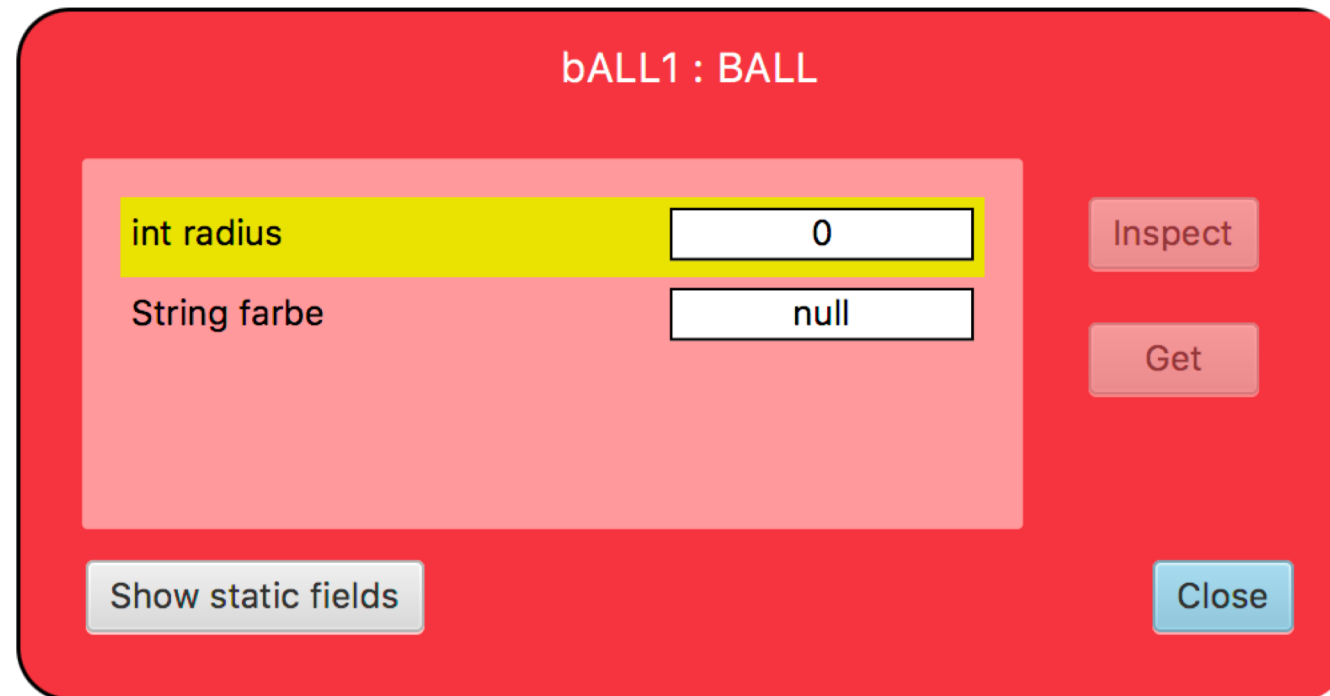 bALL1 : BALL
int radius 0 Inspect
String farbe null
Get
Show static fields Close